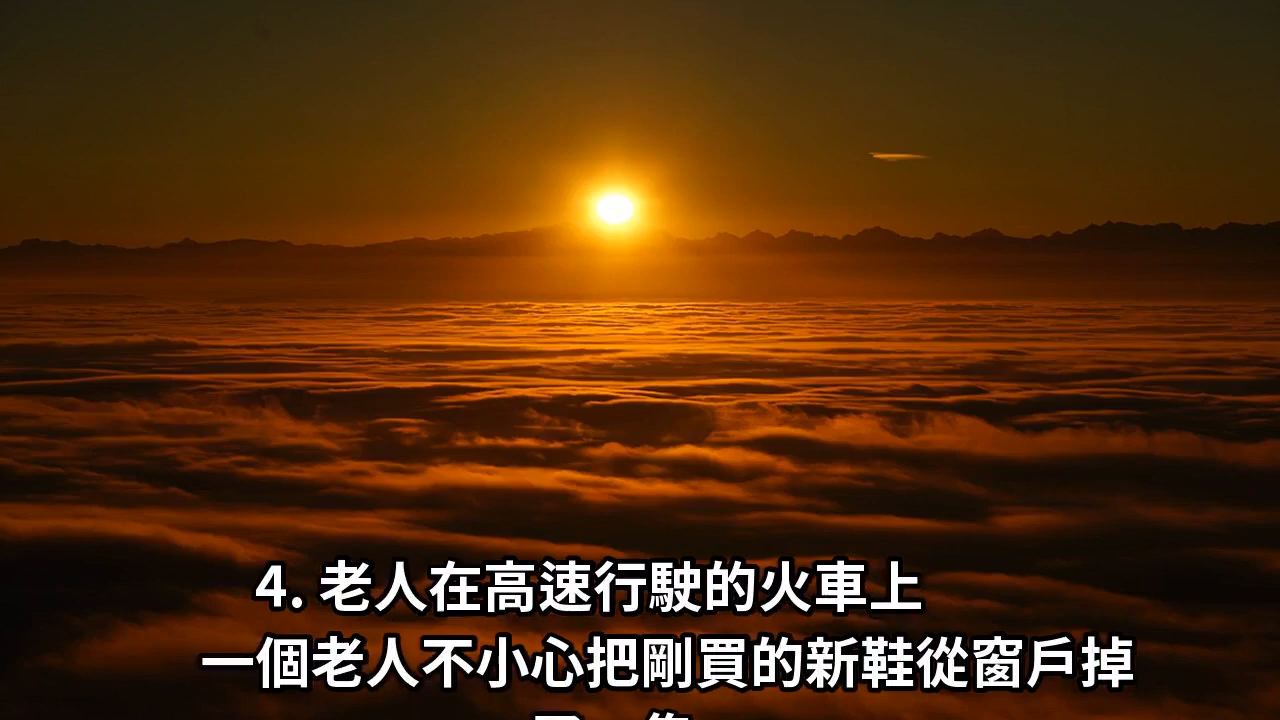 4. 老人在高速行駛的火車上
一個老人不小心把剛買的新鞋從窗戶掉